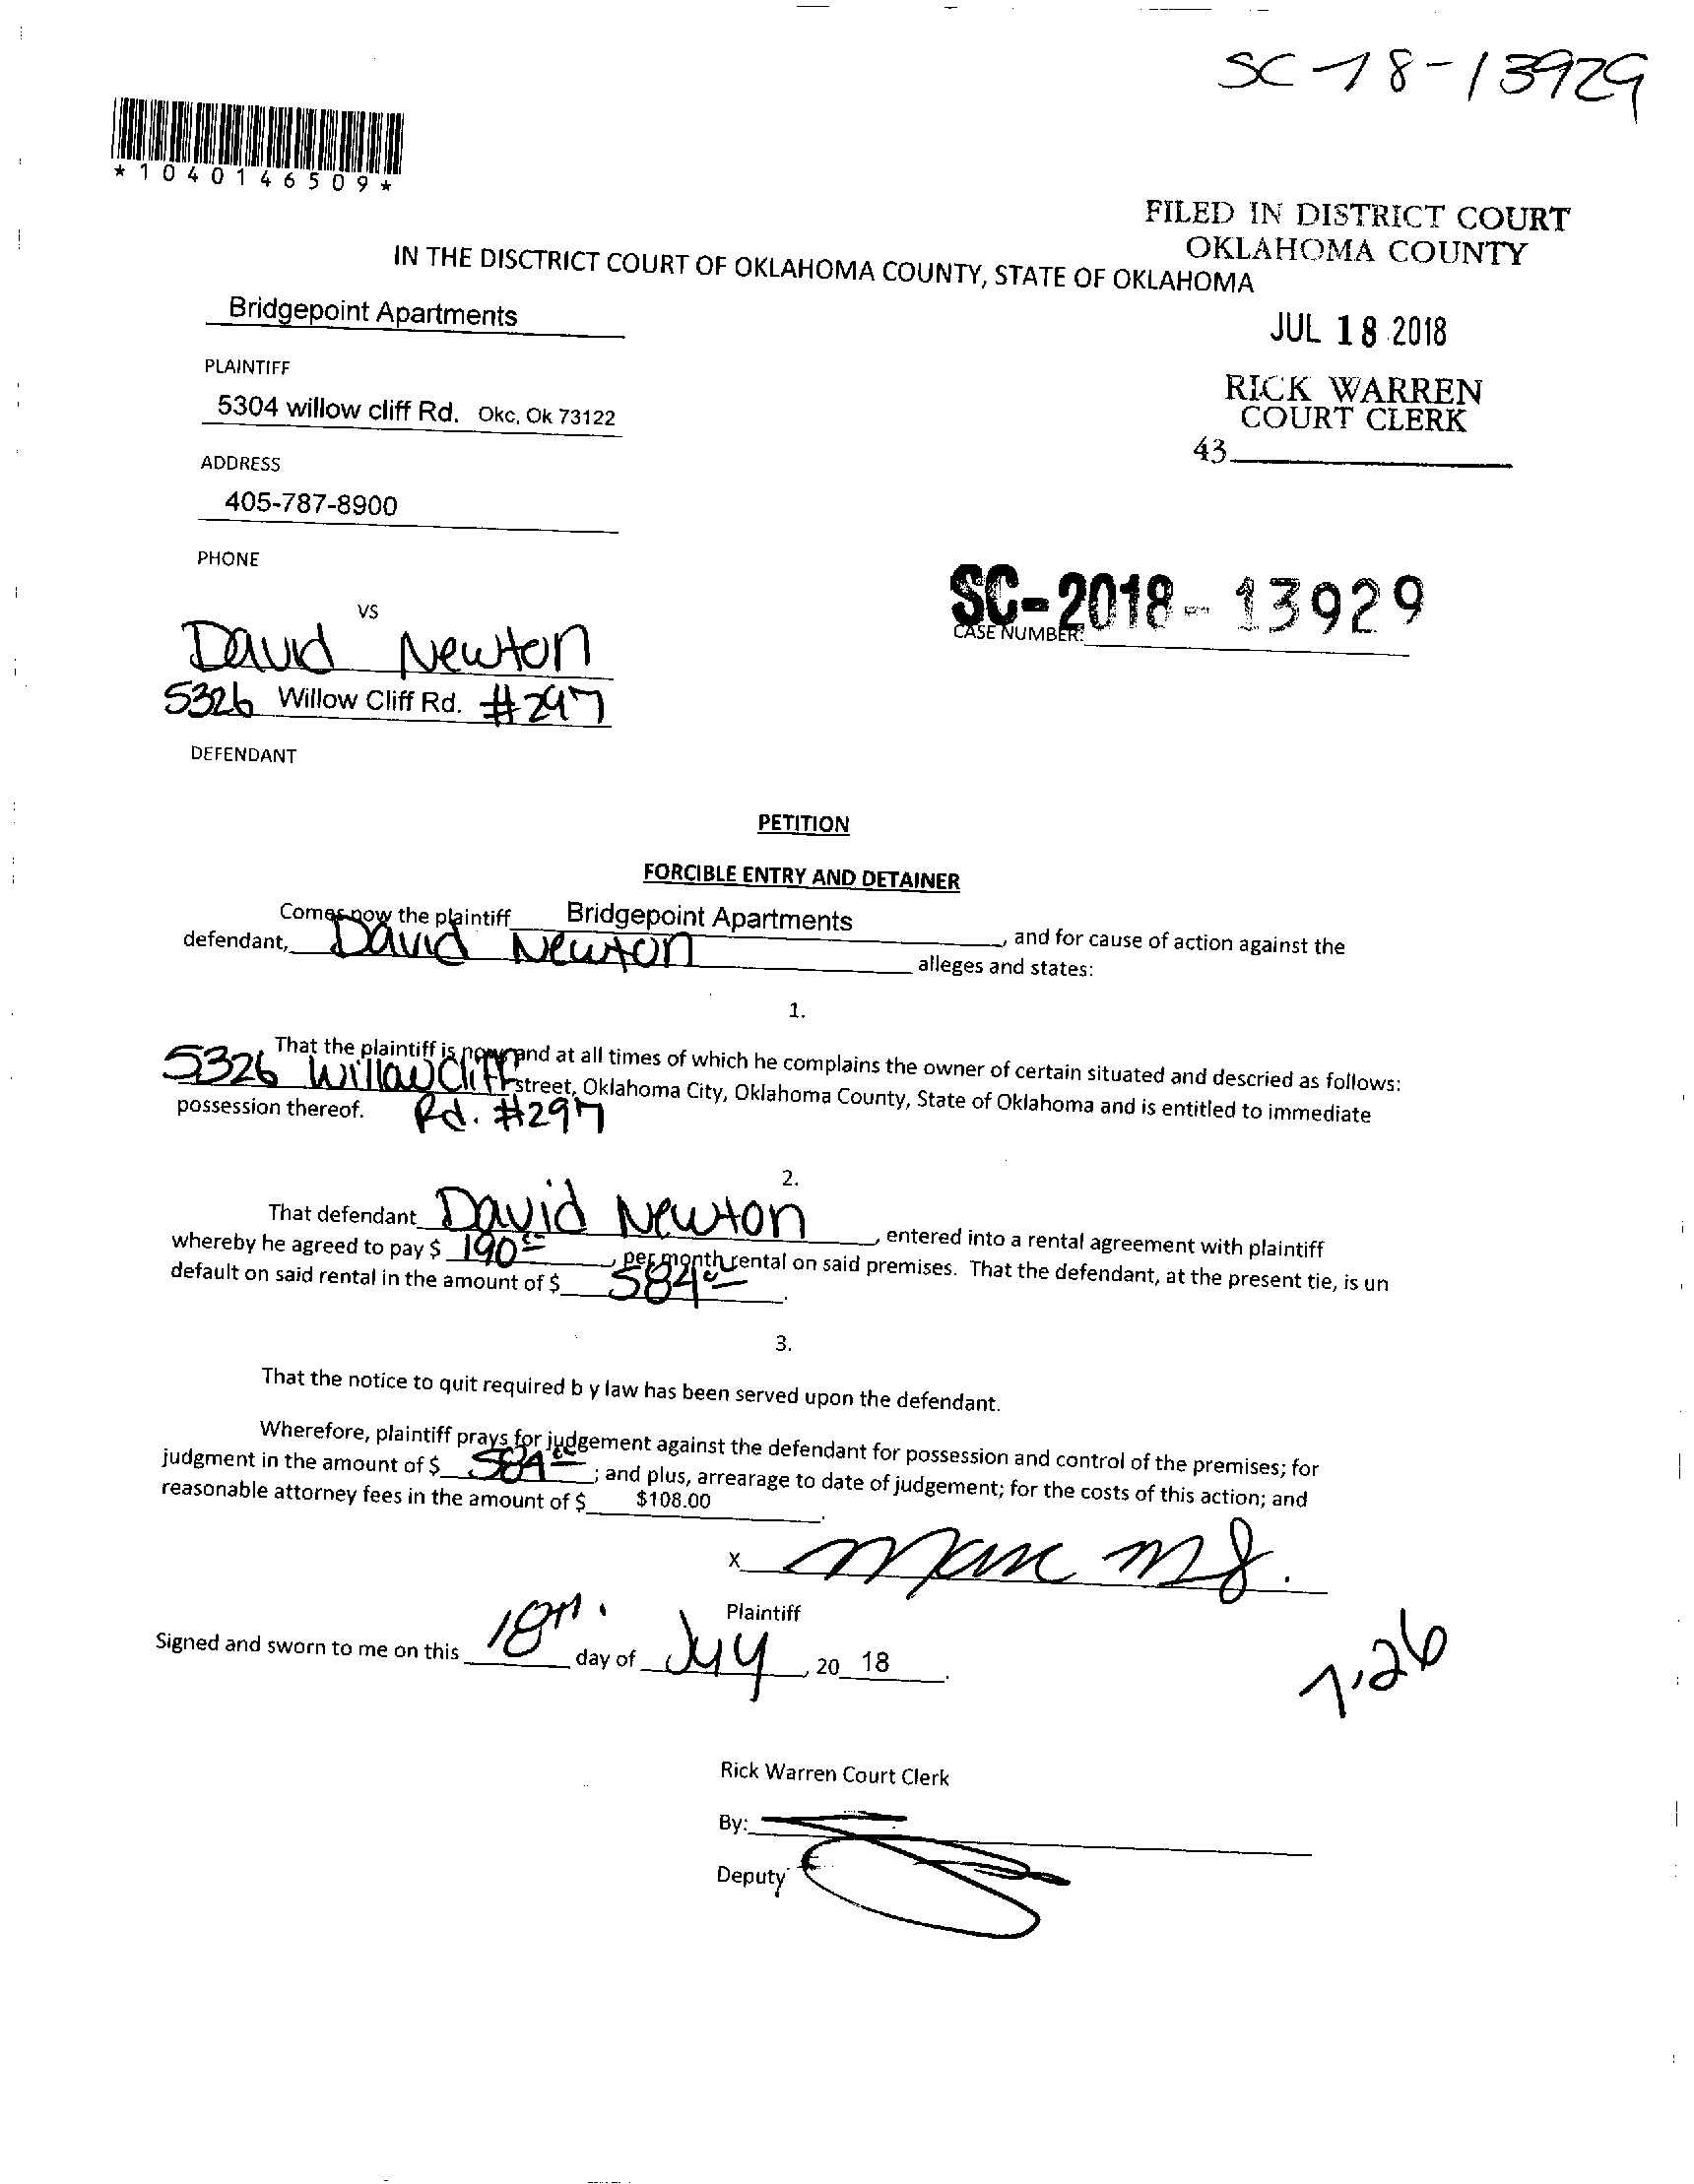 SC-18-13929
*1040146509*
FILED IN DISTRICT COURT
OKLAHOMA COUNTY
IN THE DISCTRICT COURT OF OKLAHOMA COUNTY, STATE OF OKLAHOMA
Bridgepoint Apartments
JUL 18 2018
PLAINTIFF
RICK WARREN
COURT CLERK
5304 willow cliff Rd. Okc, Ok 73122
43
ADDRESS
405-787-8900
PHONE
SC-2018-13929
CASE NUMBER:
VS
David Newton
5326 Willow Cliff Rd. #297
DEFENDANT
PETITION
FORCIBLE ENTRY AND DETAINER
Comes now the plaintiff Bridgepoint Apartments, and for cause of action against the
defendant, David Newton alleges and states:
1.
That the plaintiff is now and at all times of which he complains the owner of certain situated and descried as follows:
5326 Willow Cliff street, Oklahoma City, Oklahoma County, State of Oklahoma and is entitled to immediate
possession thereof. Rd. #297
2.
That defendant David Newton, entered into a rental agreement with plaintiff
whereby he agreed to pay $ 190, per month rental on said premises. That the defendant, at the present tie, is un
default on said rental in the amount of $ 584.
3.
That the notice to quit required b y law has been served upon the defendant.
Wherefore, plaintiff prays for judgement against the defendant for possession and control of the premises; for
judgment in the amount of $ 584; and plus, arrearage to date of judgement; for the costs of this action; and
reasonable attorney fees in the amount of $ $108.00.
X
Plaintiff
Signed and sworn to me on this 18th day of July, 20 18.
7.26
Rick Warren Court Clerk
By:
Deputy